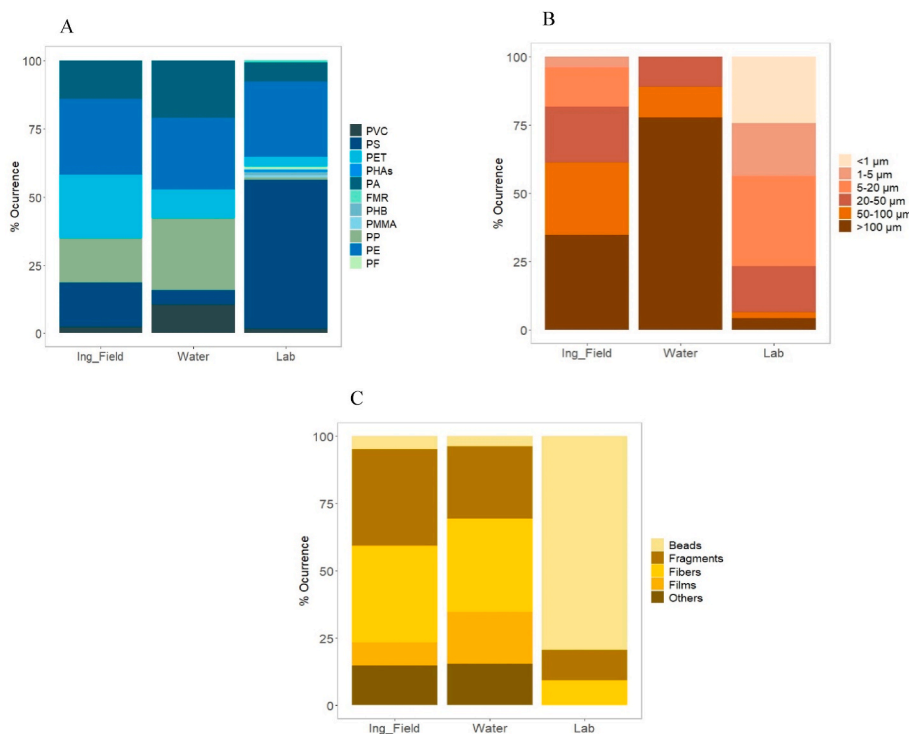 A
% Ocurrence
100
75
50
25
0
Ing_Field
Water
Lab
PVC
PS
PET
PHAs
PA
FMR
PHB
PMMA
PP
PE
PF
B
% Ocurrence
100
75
50
25
0
Ing_Field
Water
Lab
<1 µm
1-5 µm
5-20 µm
20-50 µm
50-100 µm
>100 µm
C
% Ocurrence
100
75
50
25
0
Ing_Field
Water
Lab
Beads
Fragments
Fibers
Films
Others